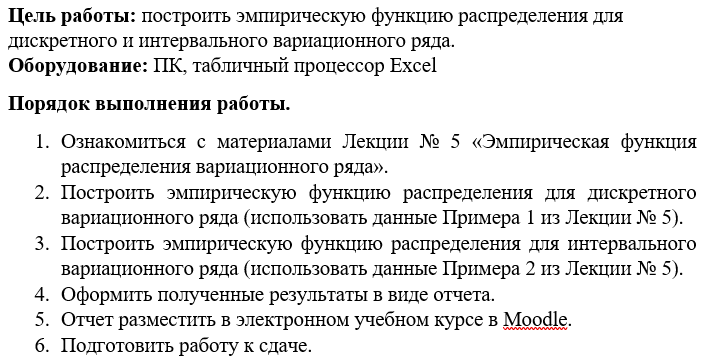 Цель работы: построить эмпирическую функцию распределения для
дискретного и интервального вариационного ряда.
Оборудование: ПК, табличный процессор Excel
Порядок выполнения работы.
1. Ознакомиться с материалами Лекции № 5 «Эмпирическая функция
распределения вариационного ряда».
2. Построить эмпирическую функцию распределения для дискретного
вариационного ряда (использовать данные Примера 1 из Лекции № 5).
3. Построить эмпирическую функцию распределения для интервального
вариационного ряда (использовать данные Примера 2 из Лекции № 5).
4. Оформить полученные результаты в виде отчета.
5. Отчет разместить в электронном учебном курсе в Moodle.
6. Подготовить работу к сдаче.